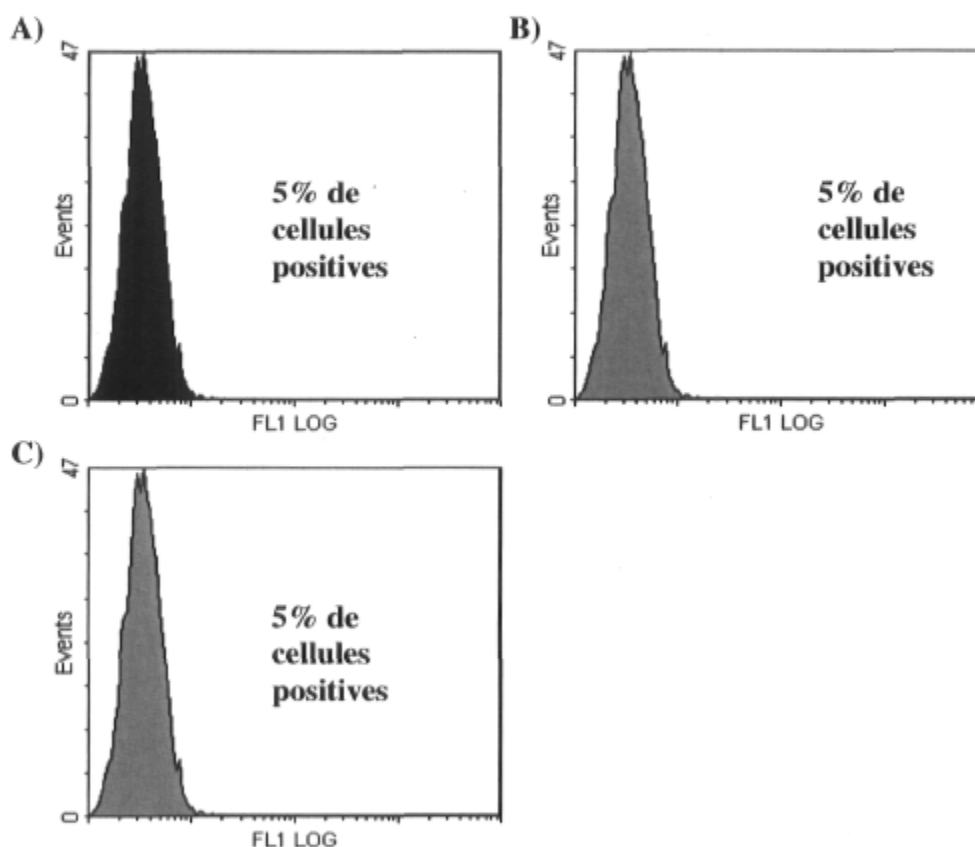 A)
47
Events
0
5% de
cellules
positives
FL1 LOG
B)
47
Events
0
5% de
cellules
positives
FL1 LOG
C)
47
Events
0
5% de
cellules
positives
FL1 LOG